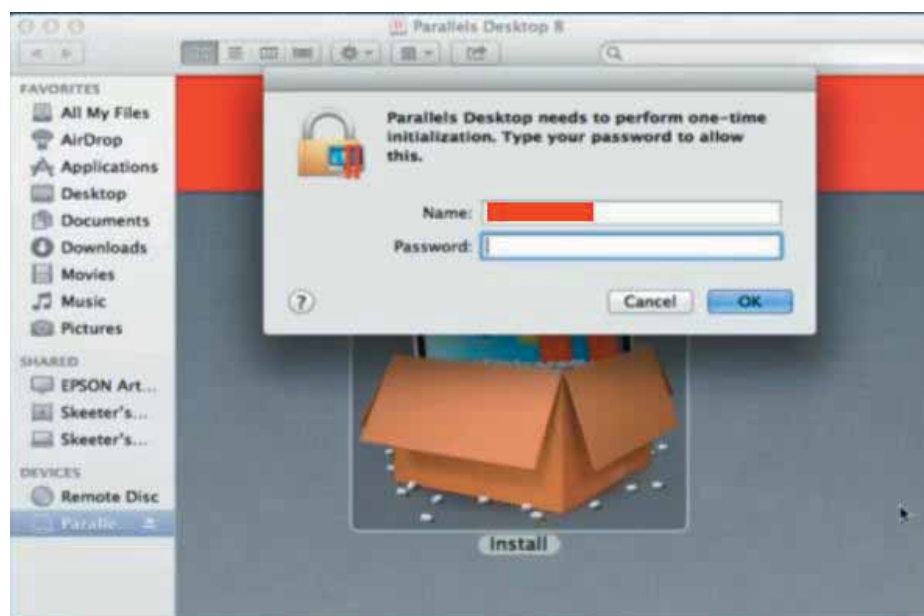 Parallels Desktop 8
FAVORITES
All My Files
AirDrop
Applications
Desktop
Documents
Downloads
Movies
Music
Pictures
SHARED
EPSON Art...
Skeeter's...
Skeeter's...
DEVICES
Remote Disc
Paralle...
Parallels Desktop needs to perform one-time
initialization. Type your password to allow
this.
Name:
Password:
?
Cancel
OK
Install